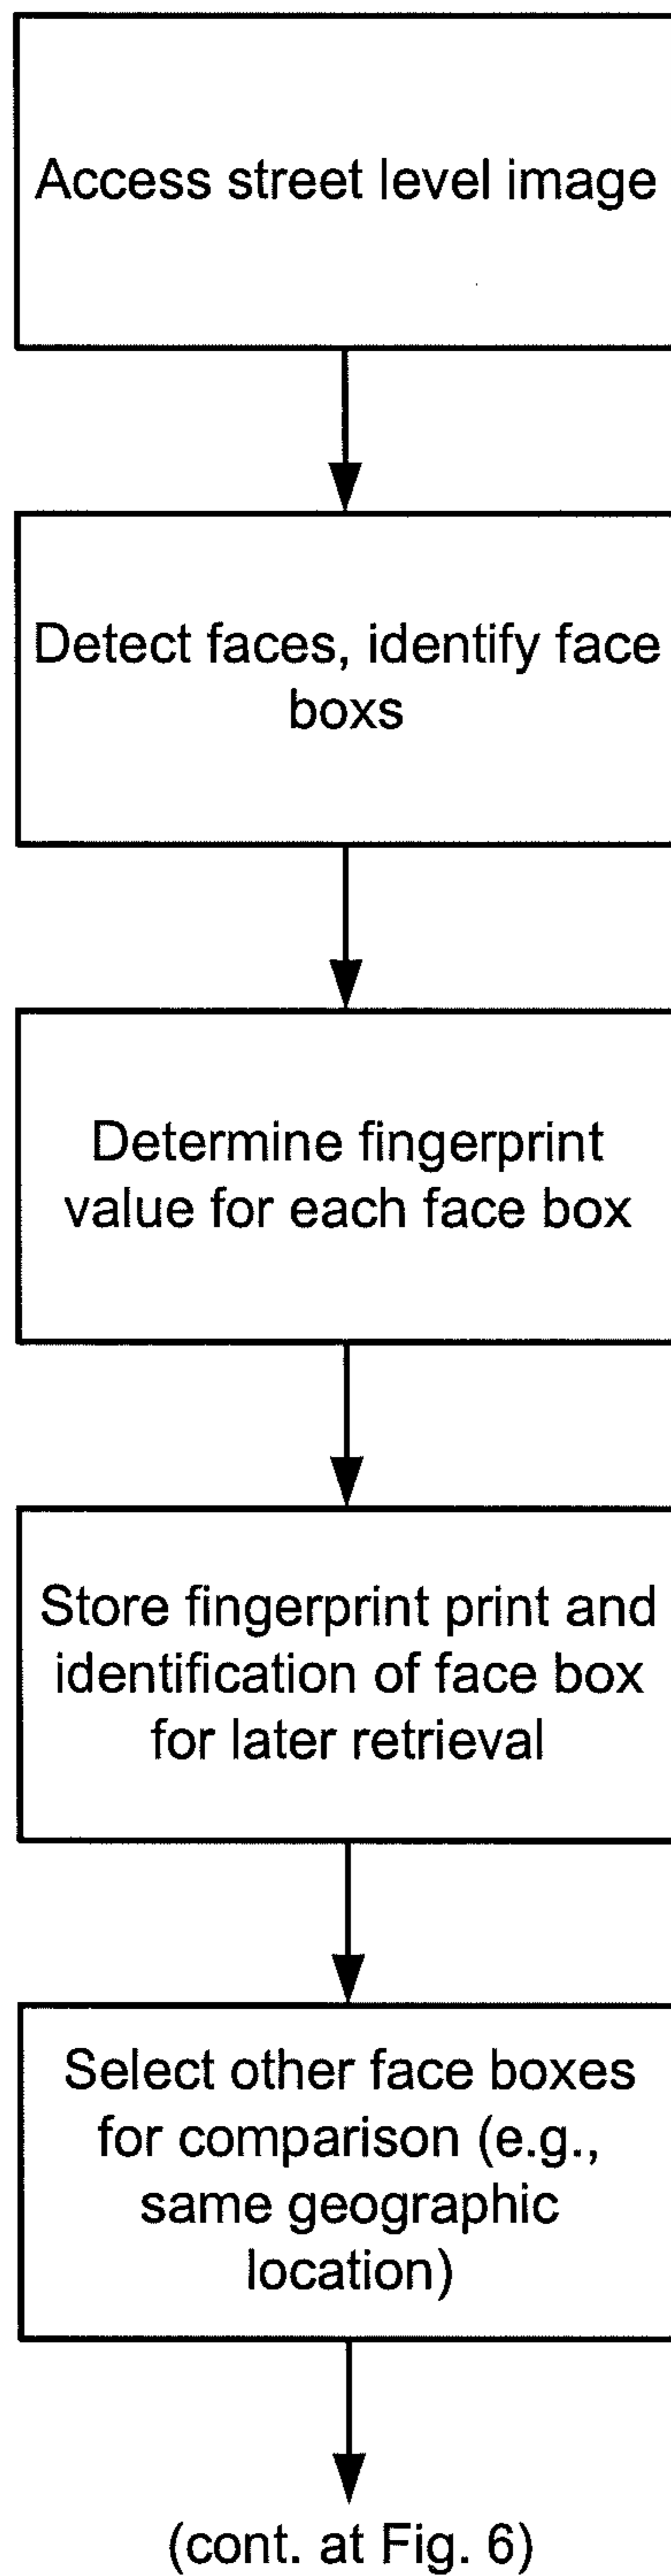 Access street level image
Detect faces, identify face
boxs
Determine fingerprint
value for each face box
Store fingerprint print and
identification of face box
for later retrieval
Select other face boxes
for comparison (e.g.,
same geographic
location)
(cont. at Fig. 6)